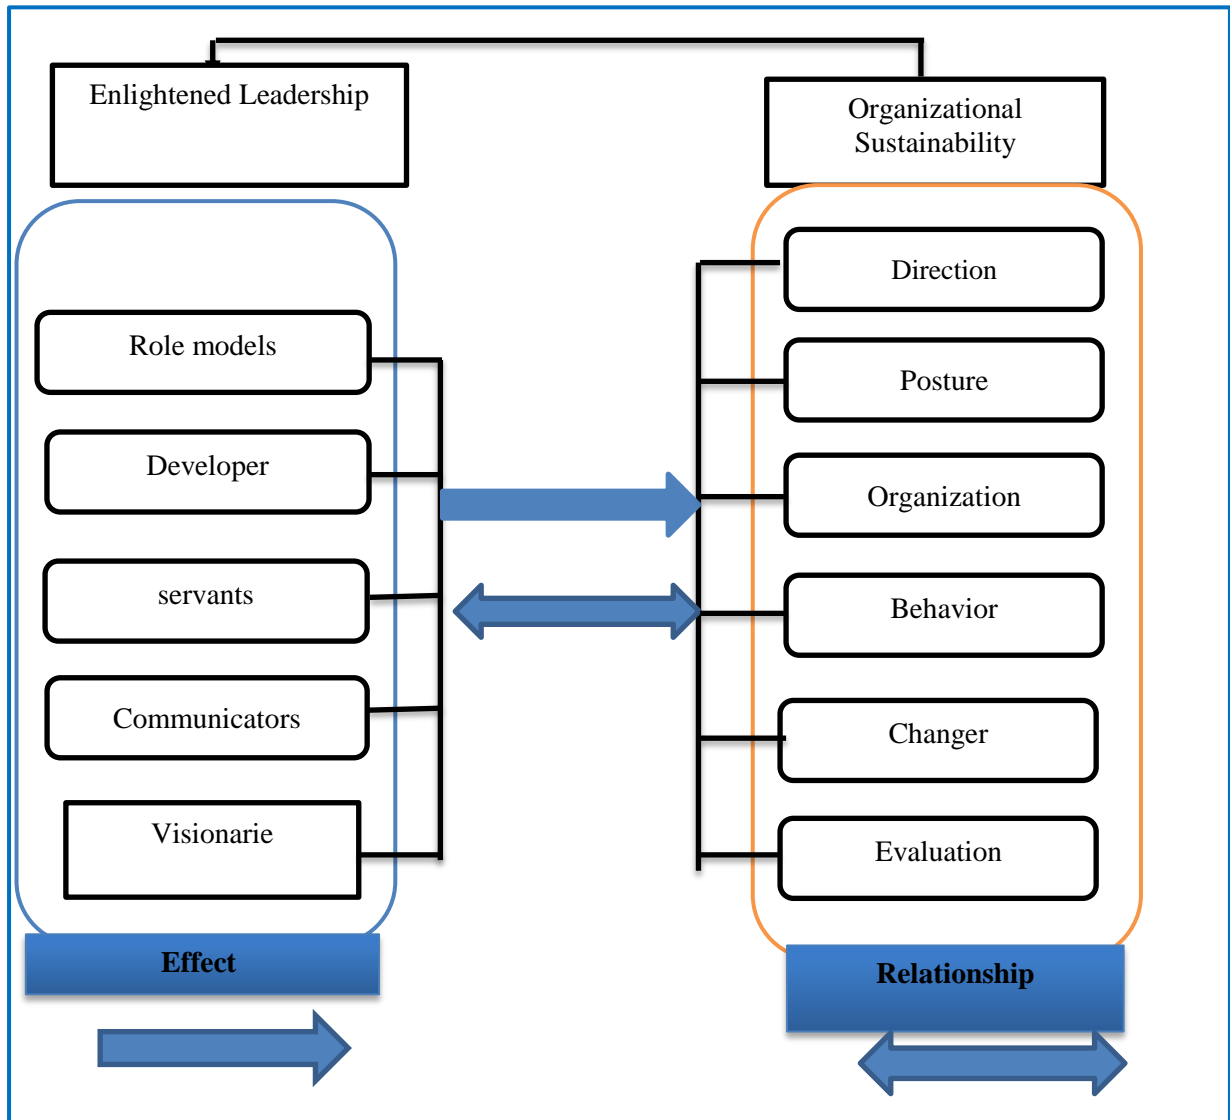 Enlightened Leadership
Organizational
Sustainability
Role models
Developer
servants
Communicators
Visionarie
Direction
Posture
Organization
Behavior
Changer
Evaluation
Effect
Relationship